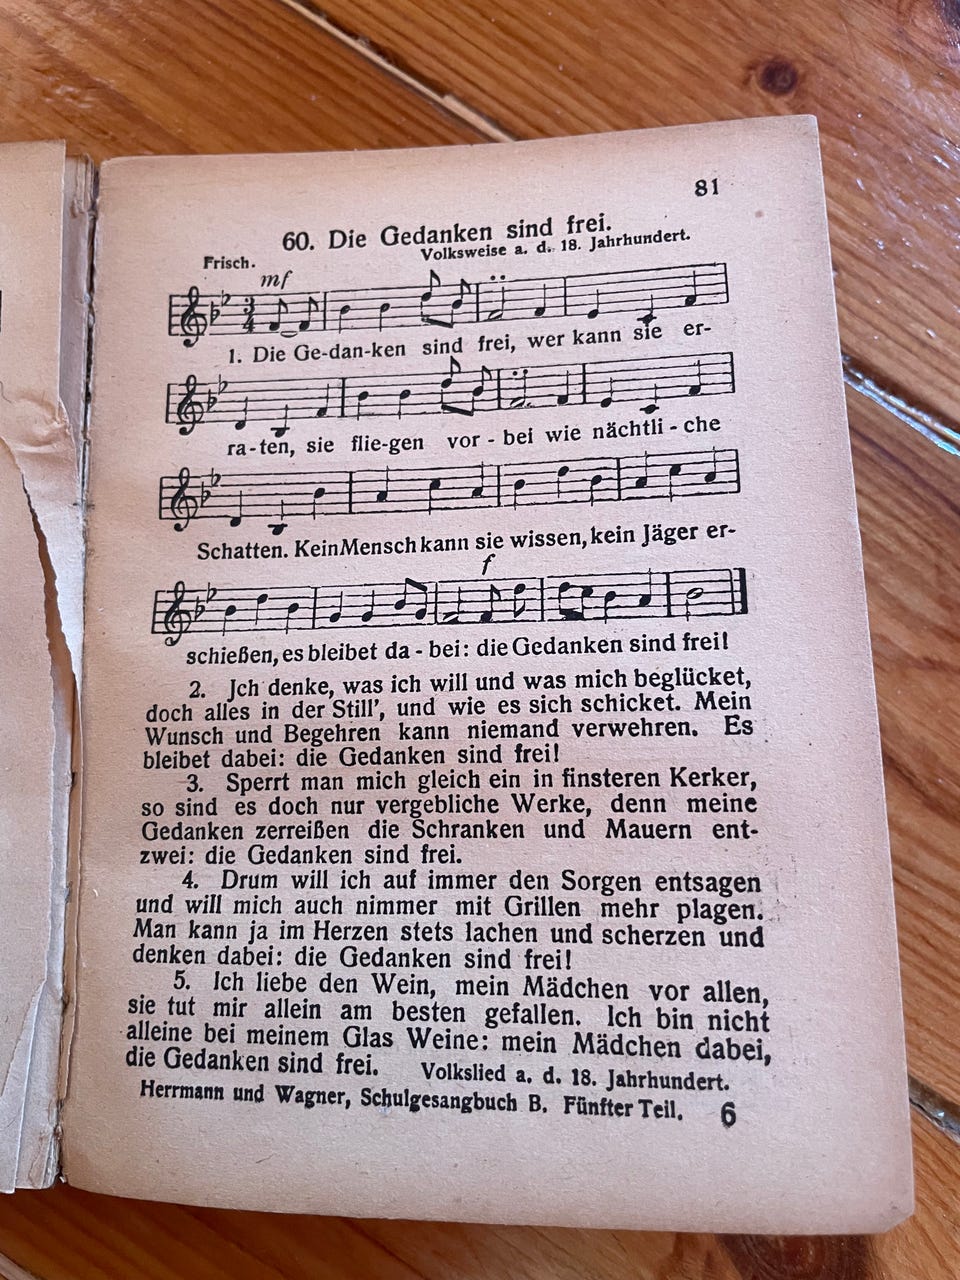 81
60. Die Gedanken sind frei.
Volksweise a. d. 18. Jahrhundert.
Frisch.
mf
1. Die Ge-dan-ken sind frei, wer kann sie er-
ra-ten, sie flie-gen vor - bei wie nächtli - che
Schatten. Kein Mensch kann sie wissen, kein Jäger er-
f
schießen, es bleibet da - bei: die Gedanken sind frei!
2. Jch denke, was ich will und was mich beglücket,
doch alles in der Still', und wie es sich schicket. Mein
Wunsch und Begehren kann niemand verwehren. Es
bleibet dabei: die Gedanken sind frei!
3. Sperrt man mich gleich ein in finsteren Kerker,
so sind es doch nur vergebliche Werke, denn meine
Gedanken zerreißen die Schranken und Mauern ent-
zwei: die Gedanken sind frei.
4. Drum will ich auf immer den Sorgen entsagen
und will mich auch nimmer mit Grillen mehr plagen.
Man kann ja im Herzen stets lachen und scherzen und
denken dabei: die Gedanken sind frei!
5. Ich liebe den Wein, mein Mädchen vor allen,
sie tut mir allein am besten gefallen. Ich bin nicht
alleine bei meinem Glas Weine: mein Mädchen dabei,
die Gedanken sind frei. Volkslied a. d. 18. Jahrhundert.
Herrmann und Wagner, Schulgesangbuch B. Fünfter Teil. 6